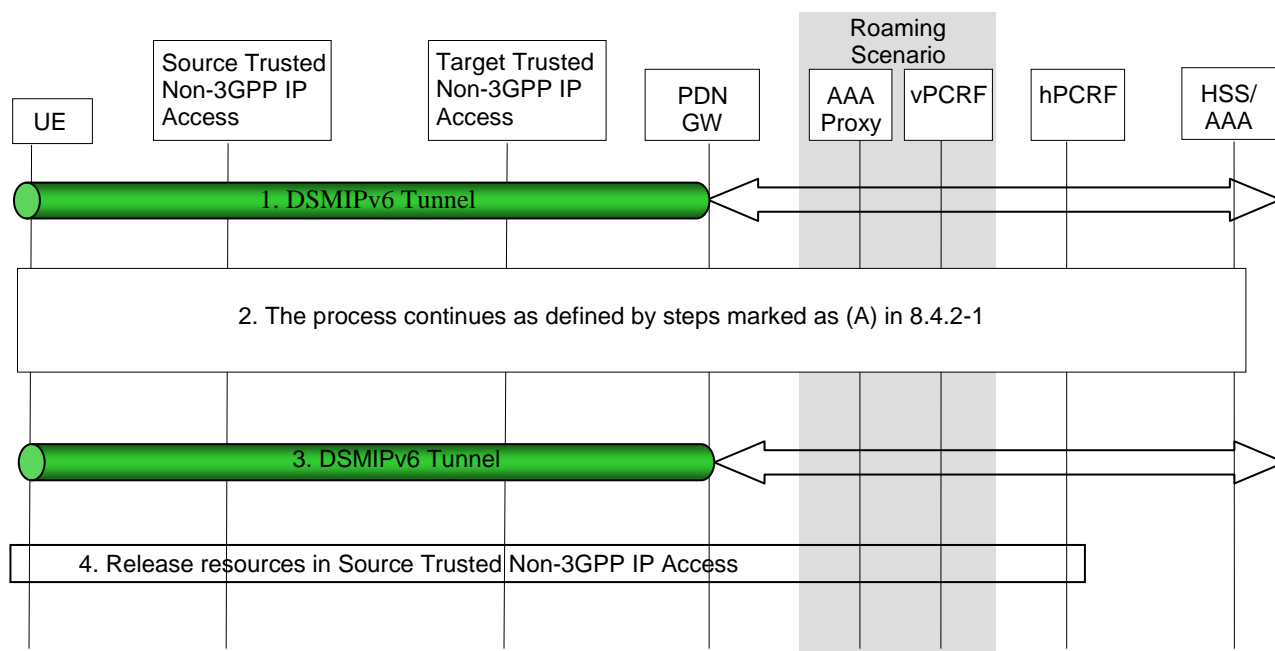 Roaming
Scenario
Source Trusted
Non-3GPP IP
Access
Target Trusted
Non-3GPP IP
Access
UE
PDN
GW
AAA
Proxy
vPCRF
hPCRF
HSS/
AAA
1. DSMIPv6 Tunnel
2. The process continues as defined by steps marked as (A) in 8.4.2-1
3. DSMIPv6 Tunnel
4. Release resources in Source Trusted Non-3GPP IP Access